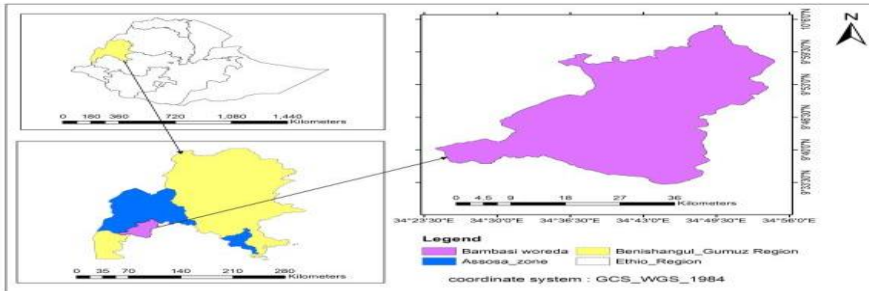 N
0 180 360 720 1,080 1,440
Kilometers
0 35 70 140 210 280
Kilometers
0 4.5 9 18 27 36
Kilometers
34°23'30"E 34°30'0"E 34°36'30"E 34°43'0"E 34°49'30"E 34°56'0"E
Legend
Bambasi woreda
Benishangul_Gumuz Region
Assosa_zone
Ethio_Region
coordinate system : GCS_WGS_1984